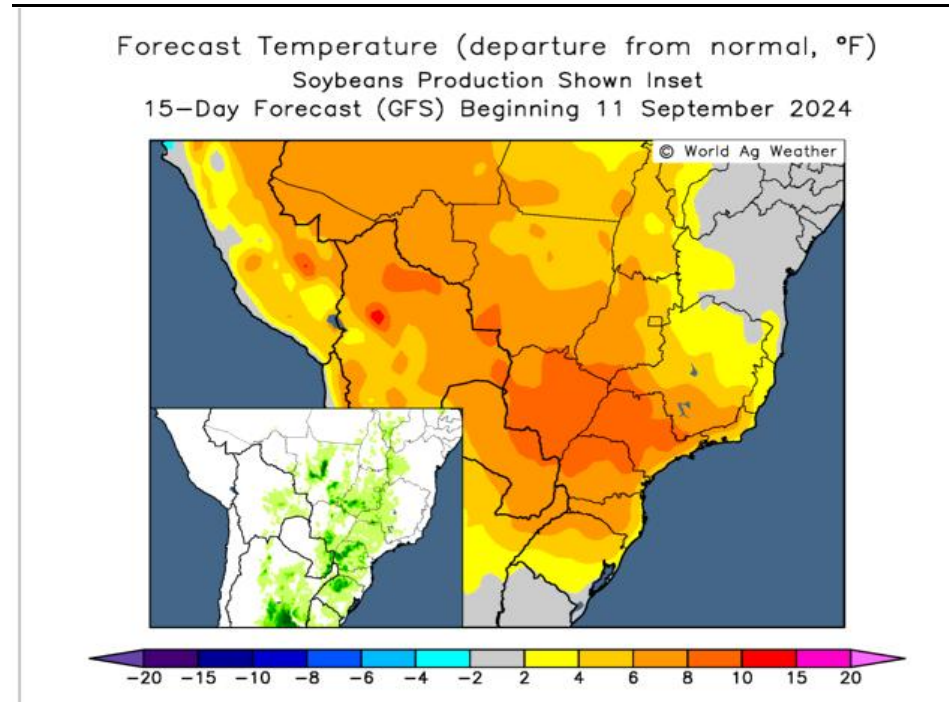 Forecast Temperature (departure from normal, °F)
Soybeans Production Shown Inset
15-Day Forecast (GFS) Beginning 11 September 2024
© World Ag Weather
-20 -15 -10 -8 -6 -4 -2 2 4 6 8 10 15 20